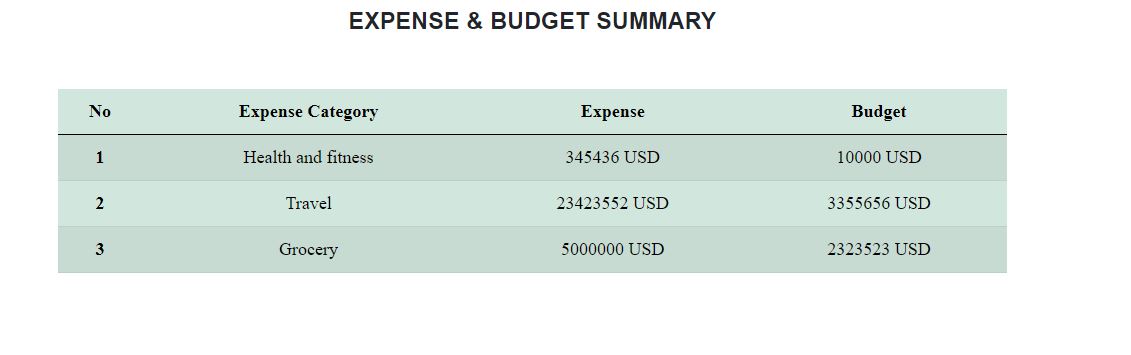 EXPENSE & BUDGET SUMMARY
No Expense Category Expense Budget
1 Health and fitness 345436 USD 10000 USD
2 Travel 23423552 USD 3355656 USD
3 Grocery 5000000 USD 2323523 USD